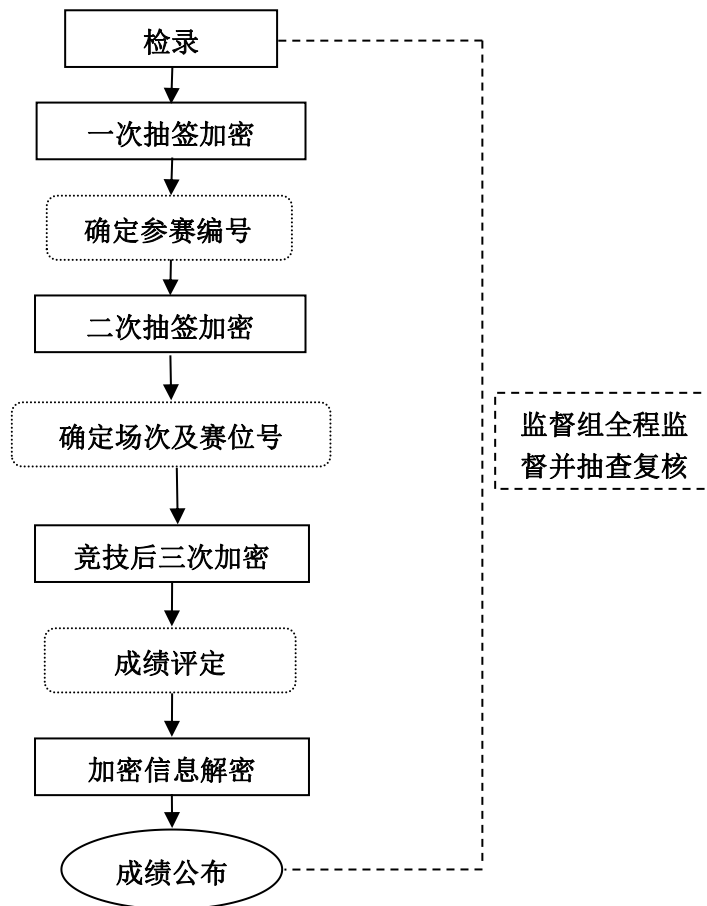 检录
一次抽签加密
确定参赛编号
二次抽签加密
确定场次及赛位号
监督组全程监
督并抽查复核
竞技后三次加密
成绩评定
加密信息解密
成绩公布